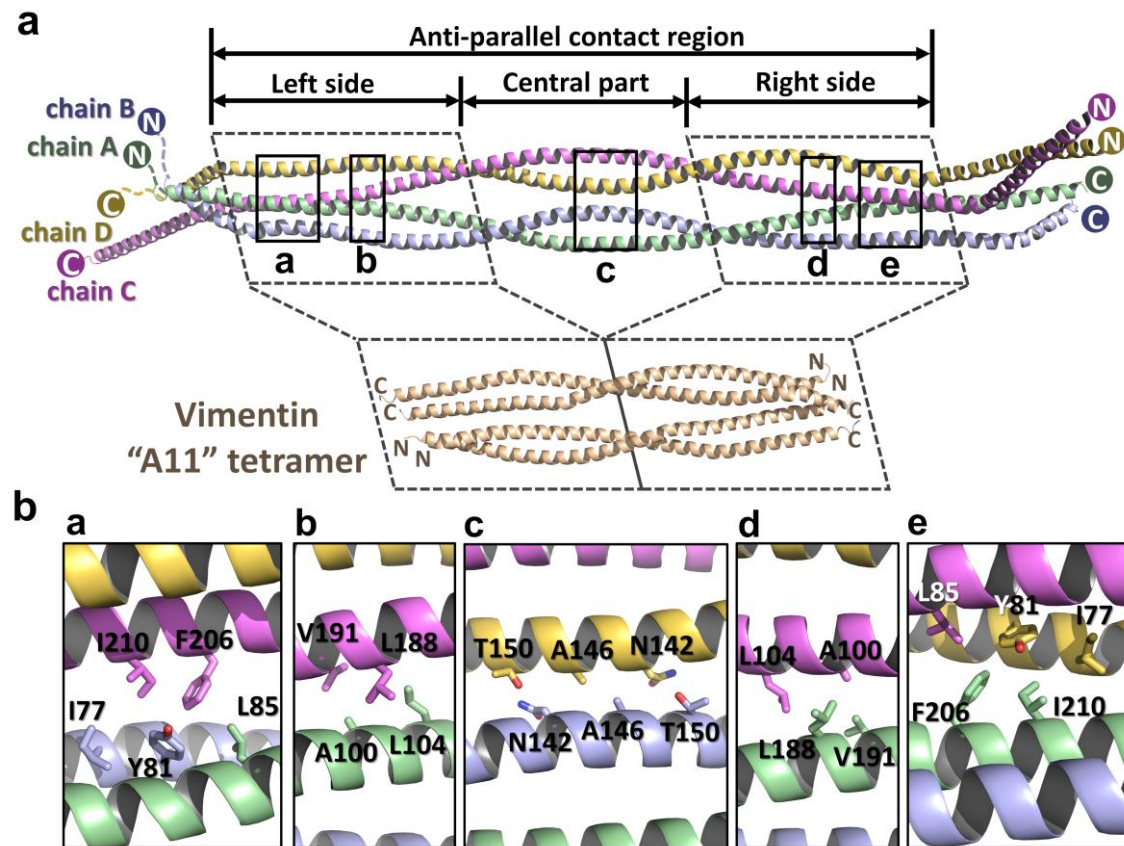 a
Anti-parallel contact region
Left side Central part Right side
chain B N
chain A N
C
chain D
C
chain C
N
N
C
C
a b c d e
Vimentin
“A11” tetramer
C
C
N
N
N
N
C
C
b
a b c d e
I210 F206
I77 L85
Y81
V191 L188
A100 L104
T150 A146 N142
N142 A146 T150
L104 A100
L188 V191
L85 Y81 I77
F206 I210